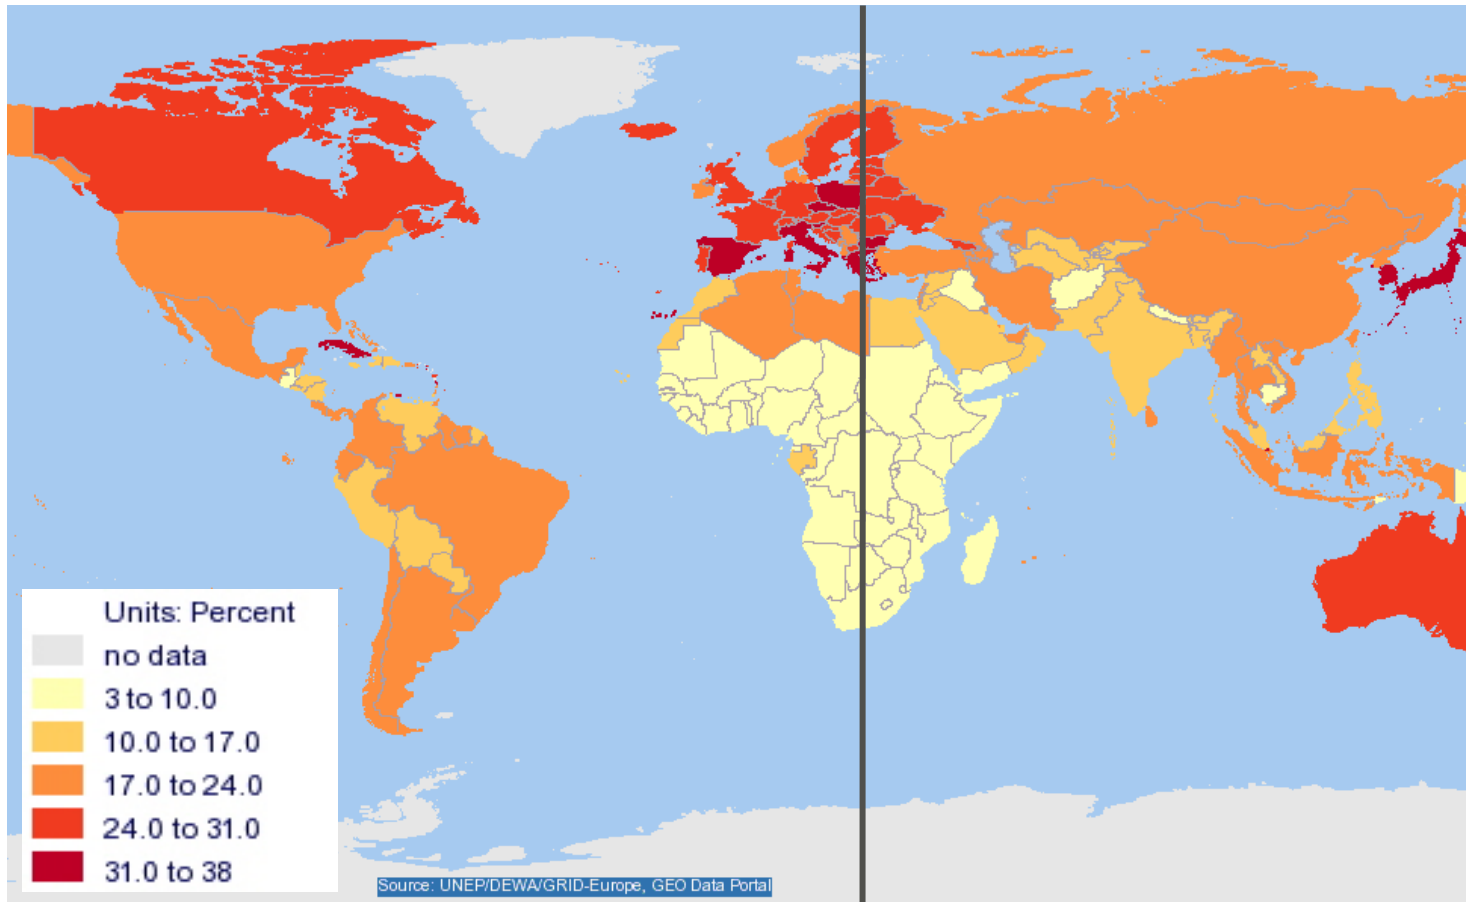 Units: Percent
no data
3 to 10.0
10.0 to 17.0
17.0 to 24.0
24.0 to 31.0
31.0 to 38
Source: UNEP/DEWA/GRID-Europe, GEO Data Portal